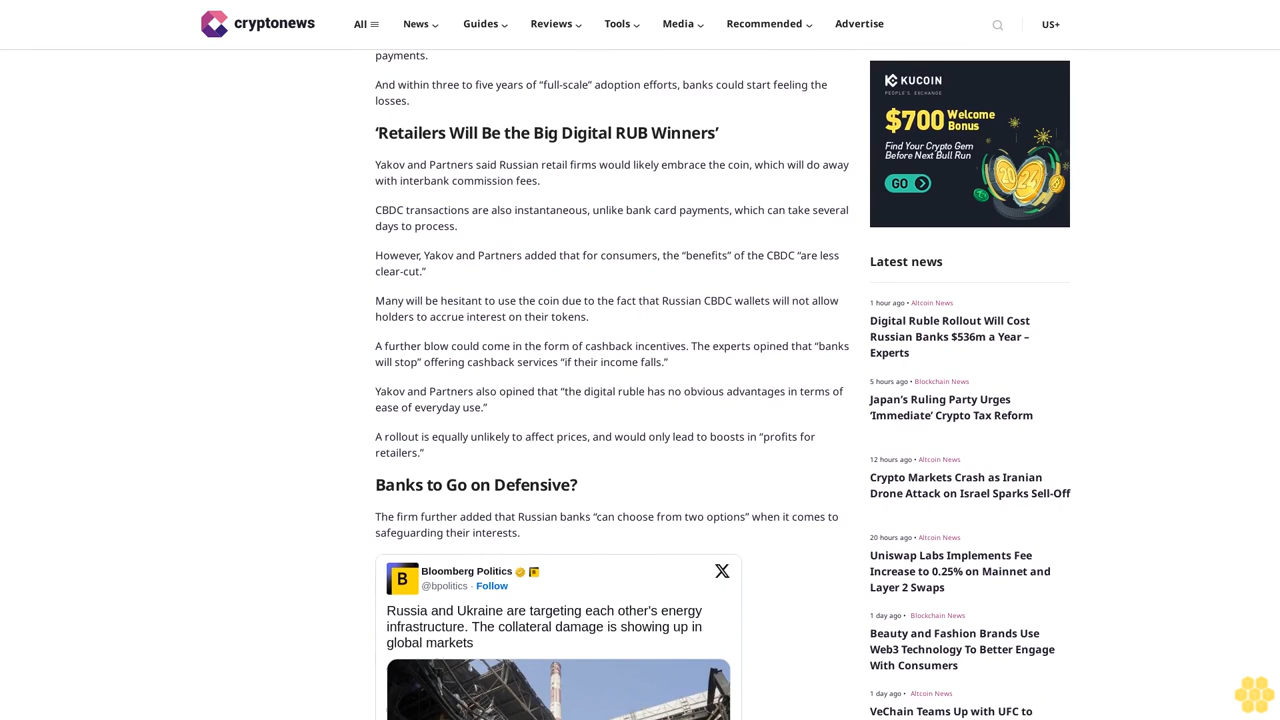 cryptonews
All
News
Guides
Reviews
Tools
Media
Recommended
Advertise
US+
payments.
And within three to five years of “full-scale” adoption efforts, banks could start feeling the
losses.
‘Retailers Will Be the Big Digital RUB Winners’
Yakov and Partners said Russian retail firms would likely embrace the coin, which will do away
with interbank commission fees.
CBDC transactions are also instantaneous, unlike bank card payments, which can take several
days to process.
However, Yakov and Partners added that for consumers, the “benefits” of the CBDC “are less
clear-cut.”
Many will be hesitant to use the coin due to the fact that Russian CBDC wallets will not allow
holders to accrue interest on their tokens.
A further blow could come in the form of cashback incentives. The experts opined that “banks
will stop” offering cashback services “if their income falls.”
Yakov and Partners also opined that “the digital ruble has no obvious advantages in terms of
ease of everyday use.”
A rollout is equally unlikely to affect prices, and would only lead to boosts in “profits for
retailers.”
Banks to Go on Defensive?
The firm further added that Russian banks “can choose from two options” when it comes to
safeguarding their interests.
B
Bloomberg Politics
@bpolitics · Follow
Russia and Ukraine are targeting each other's energy
infrastructure. The collateral damage is showing up in
global markets
KUCOIN
PEOPLE'S EXCHANGE
$700 Welcome
Bonus
Find Your Crypto Gem
Before Next Bull Run
GO
20 24
Latest news
1 hour ago • Altcoin News
Digital Ruble Rollout Will Cost
Russian Banks $536m a Year –
Experts
5 hours ago • Blockchain News
Japan’s Ruling Party Urges
‘Immediate’ Crypto Tax Reform
12 hours ago • Altcoin News
Crypto Markets Crash as Iranian
Drone Attack on Israel Sparks Sell-Off
20 hours ago • Altcoin News
Uniswap Labs Implements Fee
Increase to 0.25% on Mainnet and
Layer 2 Swaps
1 day ago • Blockchain News
Beauty and Fashion Brands Use
Web3 Technology To Better Engage
With Consumers
1 day ago • Altcoin News
VeChain Teams Up with UFC to